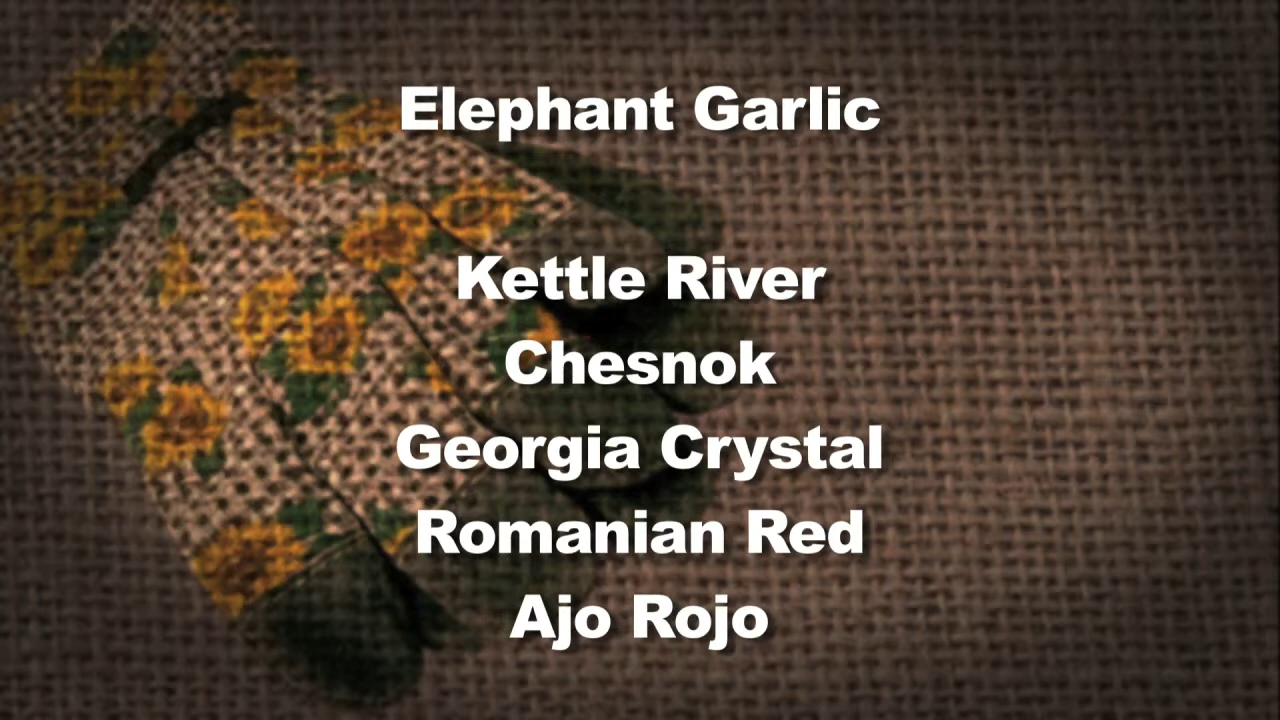 Elephant Garlic
Kettle River
Chesnok
Georgia Crystal
Romanian Red
Ajo Rojo